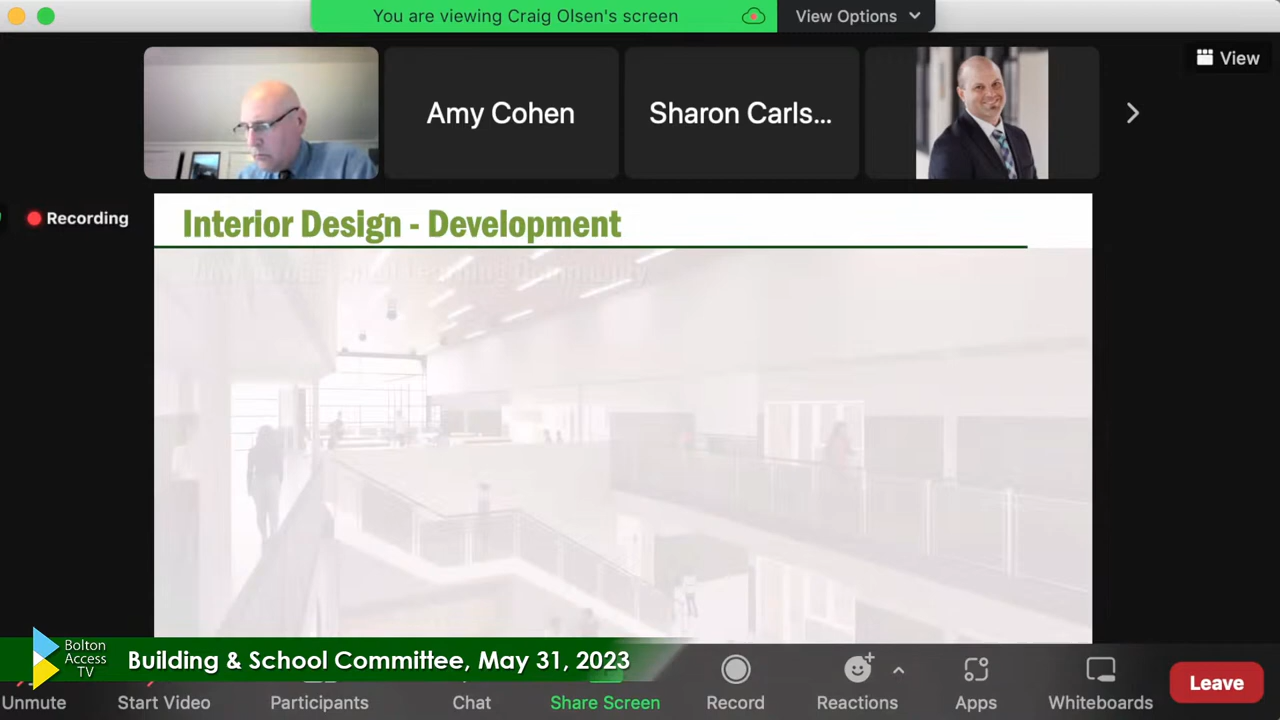 You are viewing Craig Olsen's screen
View Options
View
Amy Cohen
Sharon Carls...
Recording
Interior Design - Development
Learning Community
Bolton
Access
TV
Building & School Committee, May 31, 2023
Unmute
Start Video
Participants
Chat
Share Screen
Record
Reactions
Apps
Whiteboards
Leave